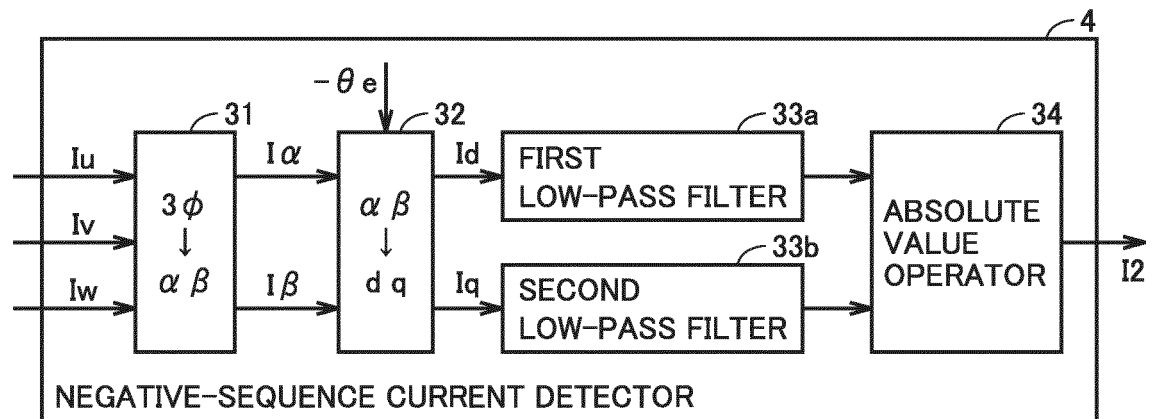 4
-θe
31
32
33a
34
Iu
Iα
Id
FIRST
LOW-PASS FILTER
3φ
↓
αβ
αβ
↓
dq
Iv
ABSOLUTE
VALUE
OPERATOR
33b
I2
Iw
Iβ
Iq
SECOND
LOW-PASS FILTER
NEGATIVE-SEQUENCE CURRENT DETECTOR